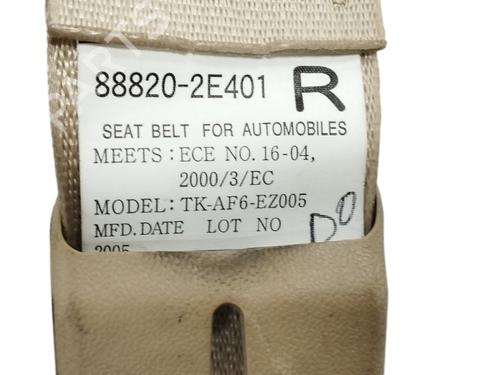 88820-2E401 R
SEAT BELT FOR AUTOMOBILES
MEETS : ECE NO. 16-04,
2000/3/EC
MODEL: TK-AF6-EZ005
MFD. DATE LOT NO
2005